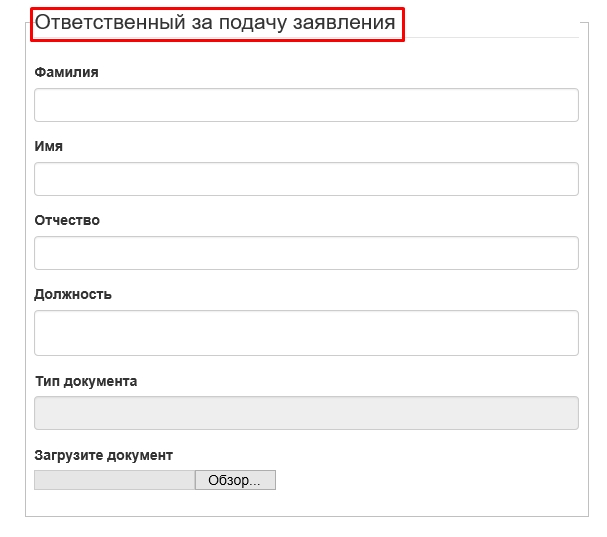 Ответственный за подачу заявления
Фамилия
Имя
Отчество
Должность
Тип документа
Загрузите документ
Обзор...